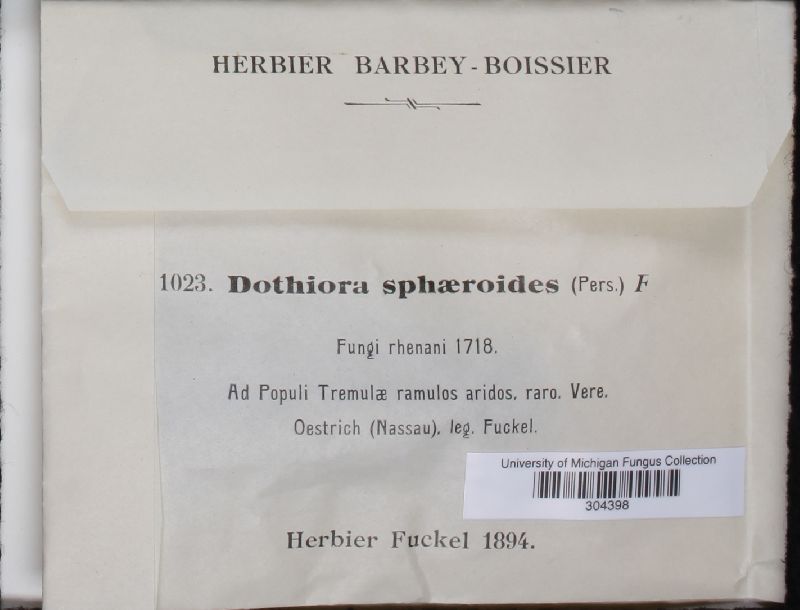 HERBIER BARBEY-BOISSIER
1023. Dothiora sphæroides (Pers.) F
Fungi rhenani 1718.
Ad Populi Tremulæ ramulos aridos, raro. Vere.
Oestrich (Nassau), leg. Fuckel.
University of Michigan Fungus Collection
304398
Herbier Fuckel 1894.